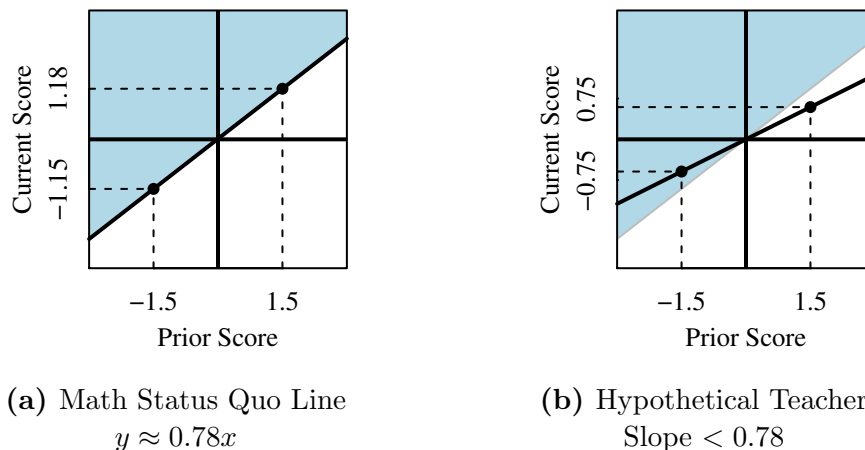 Current Score
1.18
−1.15
−1.5 1.5
Prior Score
(a) Math Status Quo Line
y ≈ 0.78x
Current Score
0.75
−0.75
−1.5 1.5
Prior Score
(b) Hypothetical Teacher
Slope < 0.78